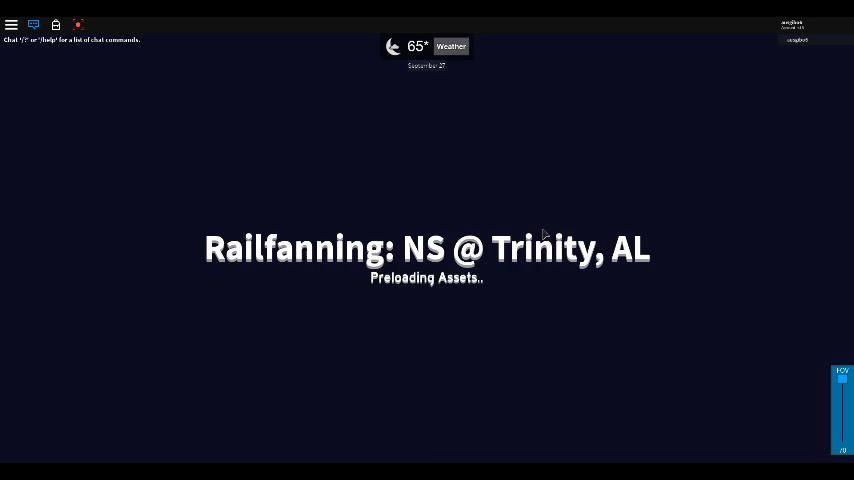 65° Weather
Chat '/?' or '/help' for a list of chat commands.
September 27
Railfanning: NS @ Trinity, AL
Preloading Assets..
FOV
70